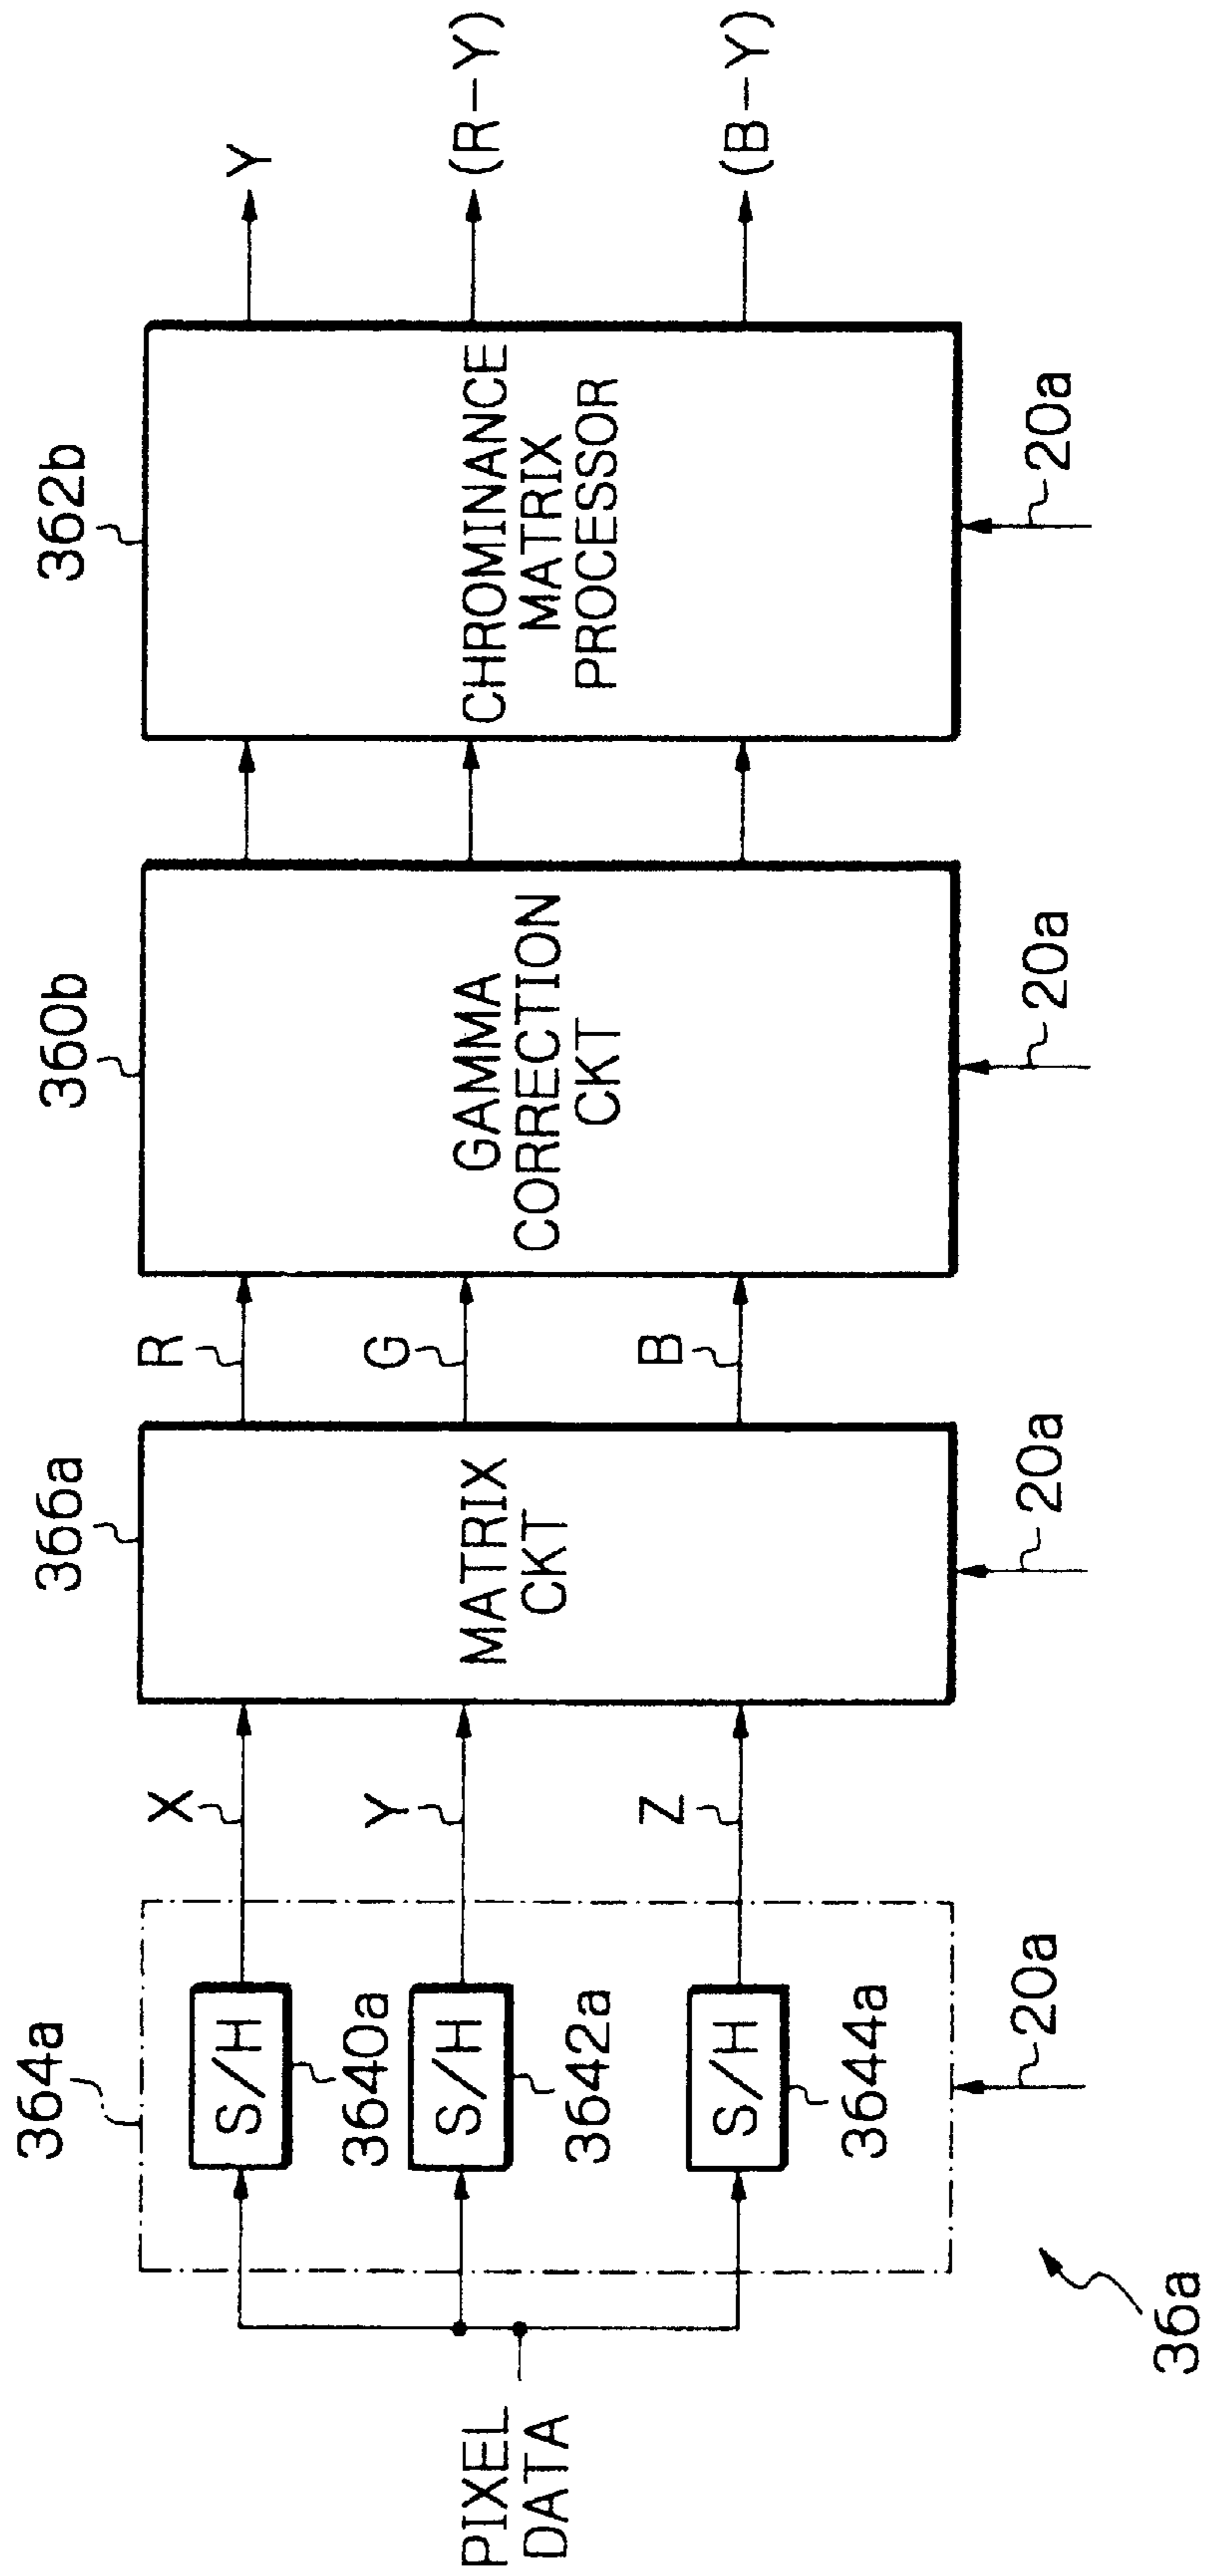 PIXEL
DATA
364a
S/H
3640a
S/H
3642a
S/H
3644a
20a
36a
X
Y
Z
366a
MATRIX
CKT
20a
R
G
B
360b
GAMMA
CORRECTION
CKT
20a
362b
CHROMINANCE
MATRIX
PROCESSOR
20a
Y
(R-Y)
(B-Y)